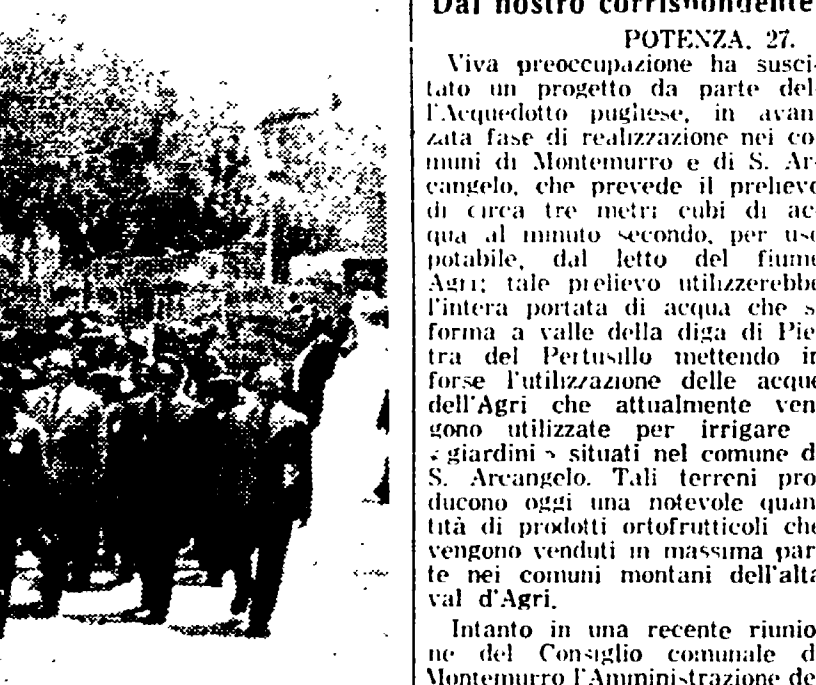 Dal nostro corrispondente
POTENZA, 27.
Viva preoccupazione ha susci-
tato un progetto da parte del-
l'Acquedotto pugliese, in avan-
zata fase di realizzazione nei co-
muni di Montemurro e di S. Ar-
cangelo, che prevede il prelievo
di circa tre metri cubi di ac-
qua al minuto secondo, per uso
potabile, dal letto del fiume
Agri; tale prelievo utilizzerebbe
l'intera portata di acqua che s
forma a valle della diga di Pie-
tra del Pertusillo mettendo in
forse l'utilizzazione delle acque
dell'Agri che attualmente ven-
gono utilizzate per irrigare
« giardini » situati nel comune d
S. Arcangelo. Tali terreni pro-
ducono oggi una notevole quan-
tità di prodotti ortofrutticoli che
vengono venduti in massima par-
te nei comuni montani dell'alta
val d'Agri.
Intanto in una recente riunio-
ne del Consiglio comunale d
Montemurro l'Amministrazione de